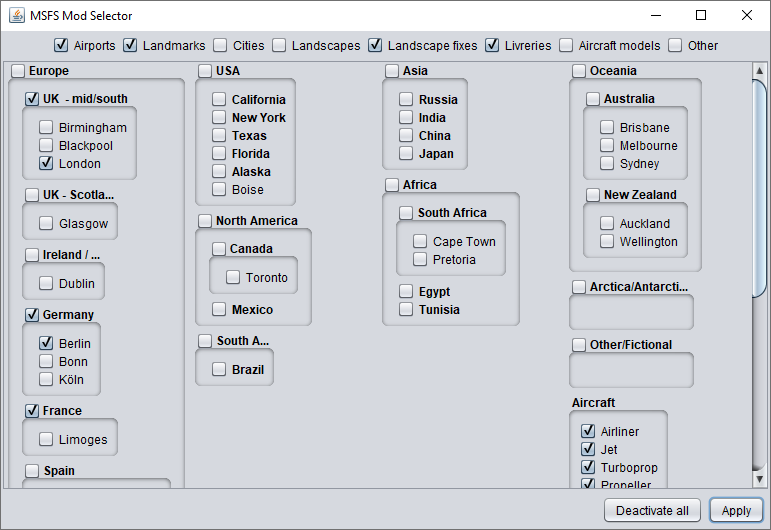 MSFS Mod Selector
Airports Landmarks Cities Landscapes Landscape fixes Livreries Aircraft models Other
Europe
UK - mid/south
Birmingham
Blackpool
London
UK - Scotla...
Glasgow
Ireland / ...
Dublin
Germany
Berlin
Bonn
Köln
France
Limoges
Spain
USA
California
New York
Texas
Florida
Alaska
Boise
North America
Canada
Toronto
Mexico
South A...
Brazil
Asia
Russia
India
China
Japan
Africa
South Africa
Cape Town
Pretoria
Egypt
Tunisia
Oceania
Australia
Brisbane
Melbourne
Sydney
New Zealand
Auckland
Wellington
Arctica/Antarcti...
Other/Fictional
Aircraft
Airliner
Jet
Turboprop
Propeller
Deactivate all Apply